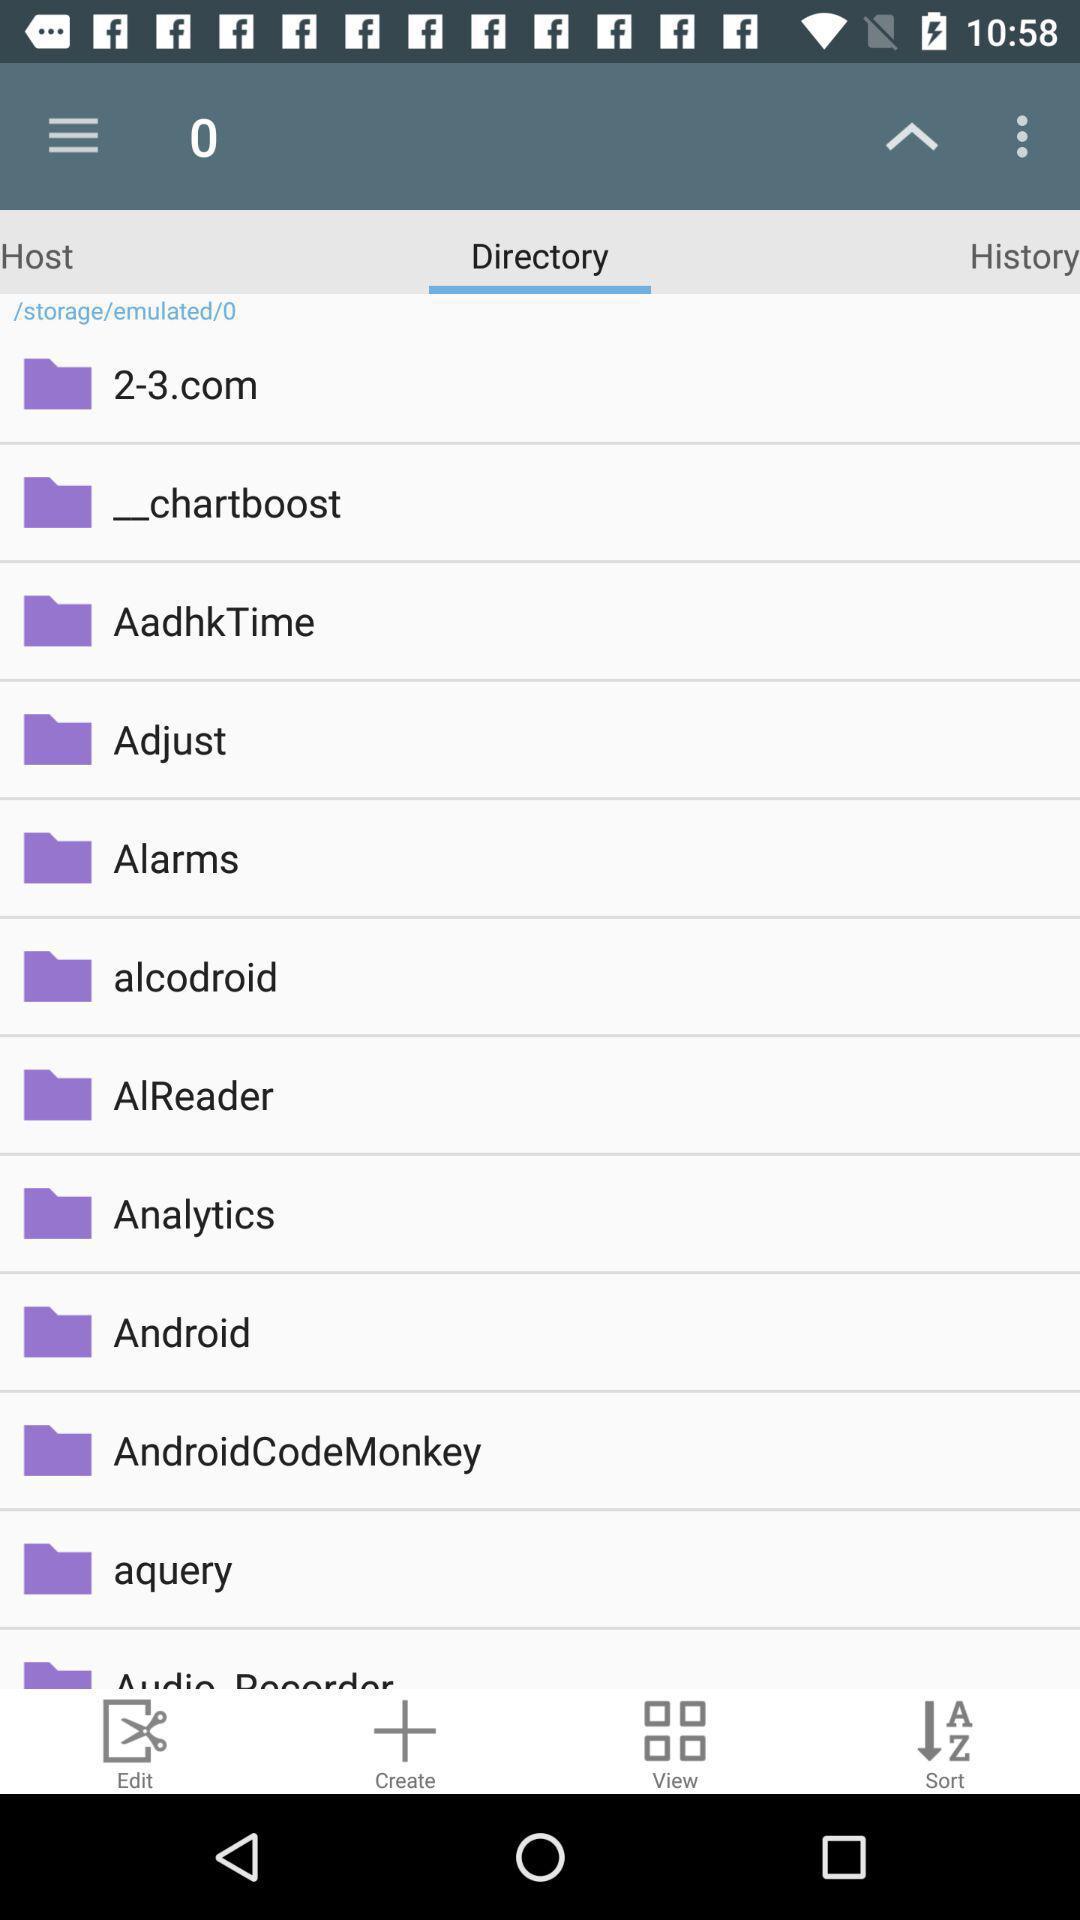 10:58
0
Host Directory History
/storage/emulated/0
2-3.com
__chartboost
AadhkTime
Adjust
Alarms
alcodroid
AlReader
Analytics
Android
AndroidCodeMonkey
aquery
Audio_Recorder
Edit Create View Sort